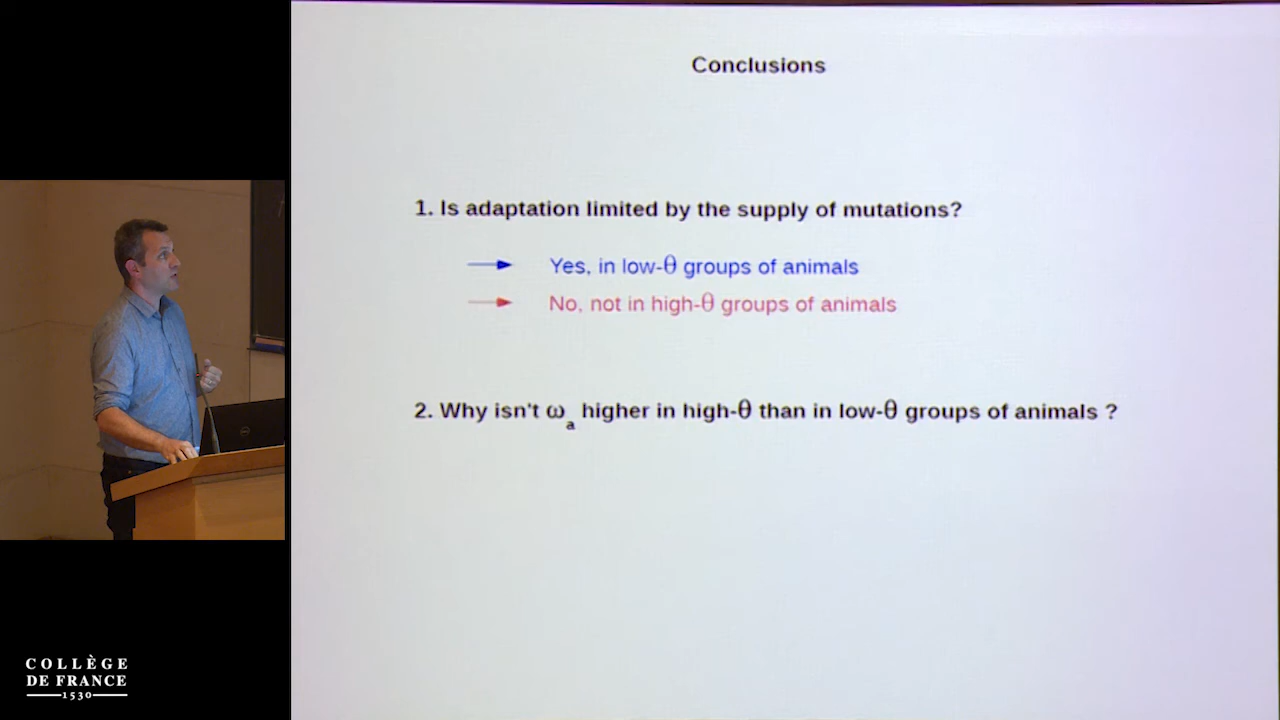 Conclusions
1. Is adaptation limited by the supply of mutations?
Yes, in low-θ groups of animals
No, not in high-θ groups of animals
2. Why isn't ωa higher in high-θ than in low-θ groups of animals ?
COLLÈGE
DE FRANCE
1530